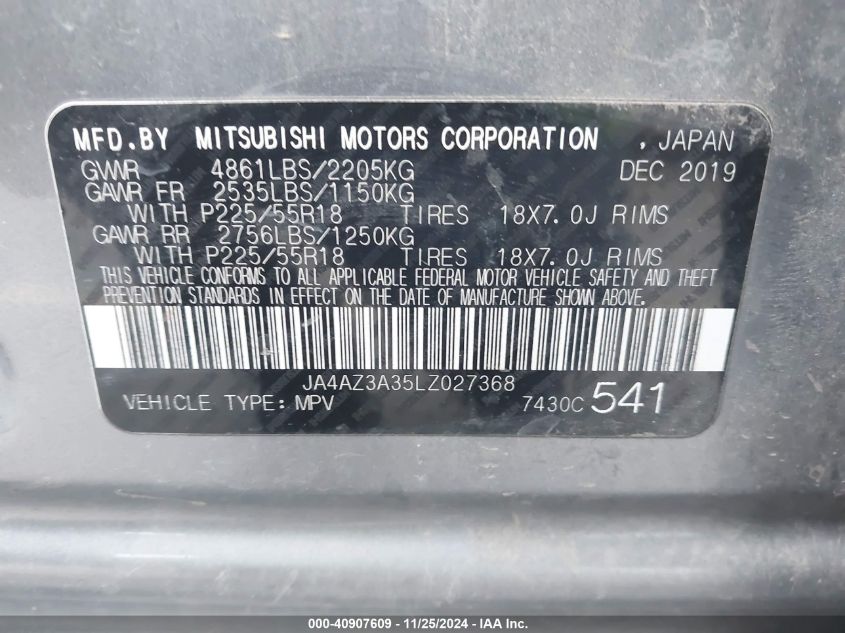 MFD.BY MITSUBISHI MOTORS CORPORATION , JAPAN
GVWR 4861LBS/2205KG DEC 2019
GAWR FR 2535LBS/1150KG
WITH P225/55R18 TIRES 18X7.0J RIMS
GAWR RR 2756LBS/1250KG
WITH P225/55R18 TIRES 18X7.0J RIMS
THIS VEHICLE CONFORMS TO ALL APPLICABLE FEDERAL MOTOR VEHICLE SAFETY AND THEFT
PREVENTION STANDARDS IN EFFECT ON THE DATE OF MANUFACTURE SHOWN ABOVE.
JA4AZ3A35LZ027368
VEHICLE TYPE: MPV 7430C 541
000-40907609 - 11/25/2024 - IAA Inc.